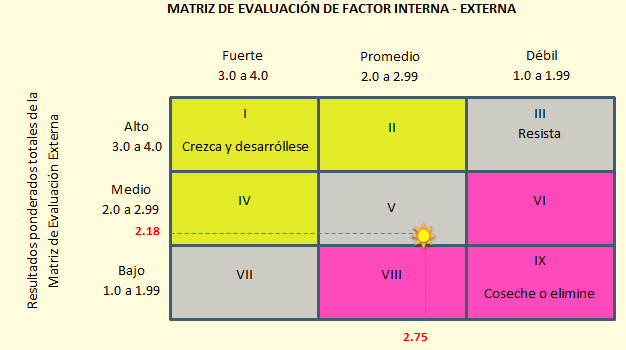 MATRIZ DE EVALUACIÓN DE FACTOR INTERNA - EXTERNA
Fuerte
3.0 a 4.0
Promedio
2.0 a 2.99
Débil
1.0 a 1.99
Resultados ponderados totales de la
Matriz de Evaluación Externa
Alto
3.0 a 4.0
I
Crezca y desarróllese
II
III
Resista
Medio
2.0 a 2.99
2.18
IV
V
VI
Bajo
1.0 a 1.99
VII
VIII
IX
Coseche o elimine
2.75